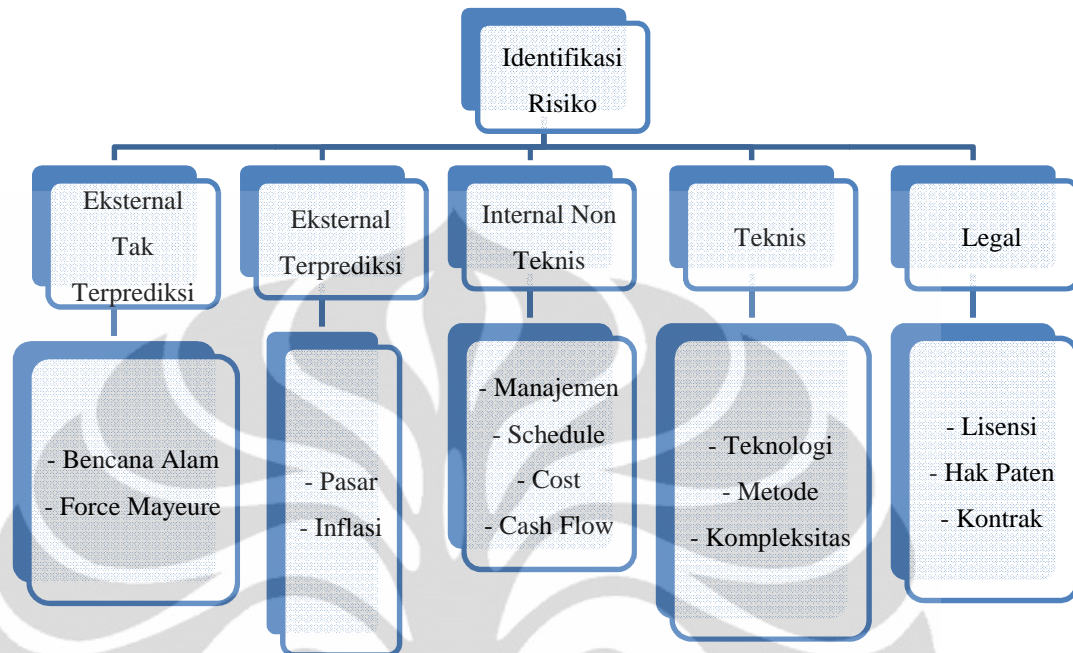 Identifikasi
Risiko
Eksternal
Tak
Terprediksi
Eksternal
Terprediksi
Internal Non
Teknis
Teknis
Legal
- Bencana Alam
- Force Mayeure
- Pasar
- Inflasi
- Manajemen
- Schedule
- Cost
- Cash Flow
- Teknologi
- Metode
- Kompleksitas
- Lisensi
- Hak Paten
- Kontrak